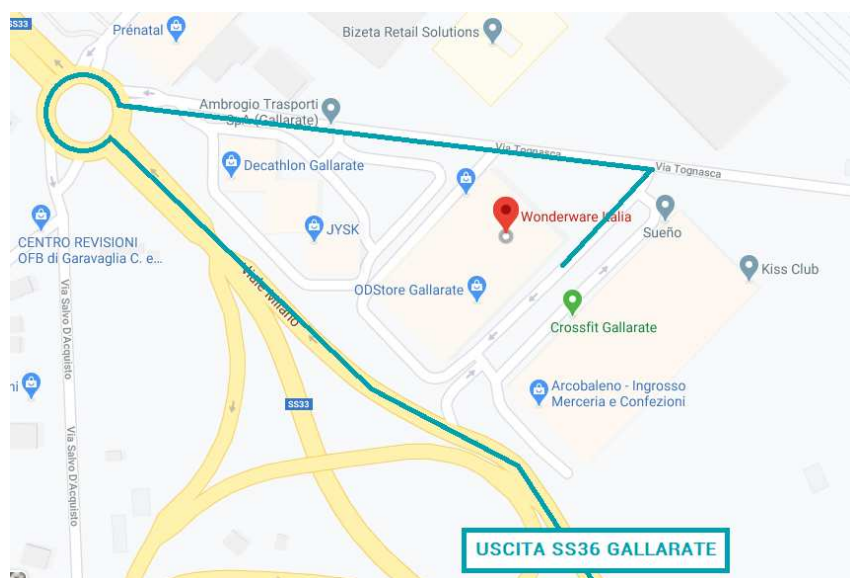 SS33
Prénatal
Bizeta Retail Solutions
Ambrogio Trasporti
SpA (Gallarate)
Via Tognasca
Via Tognasca
Decathlon Gallarate
Wonderware Italia
Sueño
JYSK
CENTRO REVISIONI
OFB di Garavaglia C. e...
Kiss Club
ODStore Gallarate
Viale Milano
Crossfit Gallarate
Via Salvo D'Acquisto
ni
Arcobaleno - Ingrosso
Merceria e Confezioni
SS33
Via Salvo D'Acquisto
USCITA SS36 GALLARATE